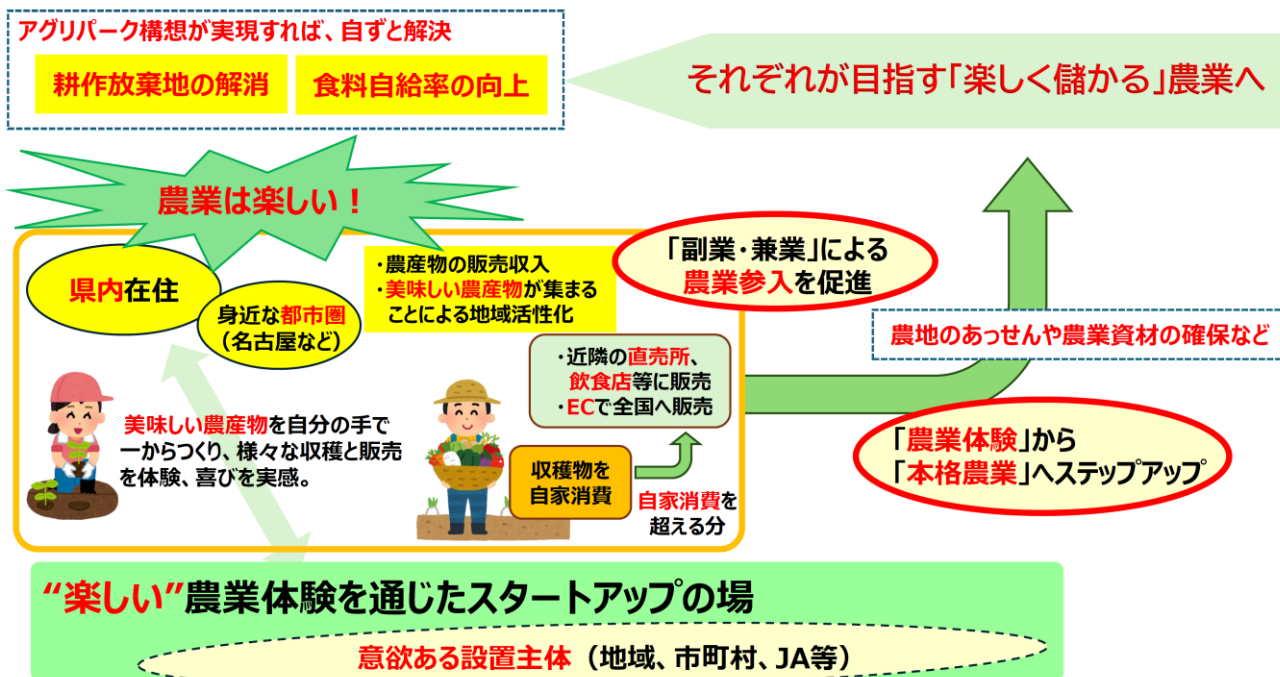 アグリパーク構想が実現すれば、自ずと解決
耕作放棄地の解消
食料自給率の向上
それぞれが目指す「楽しく儲かる」農業へ
農業は楽しい！
県内在住
身近な都市圏
（名古屋など）
・農産物の販売収入
・美味しい農産物が集まる
ことによる地域活性化
「副業・兼業」による
農業参入を促進
農地のあっせんや農業資材の確保など
・近隣の直売所、
飲食店等に販売
・ECで全国へ販売
美味しい農産物を自分の手で
一からつくり、様々な収穫と販売
を体験、喜びを実感。
収穫物を
自家消費
自家消費を
超える分
「農業体験」から
「本格農業」へステップアップ
“楽しい”農業体験を通じたスタートアップの場
意欲ある設置主体（地域、市町村、JA等）